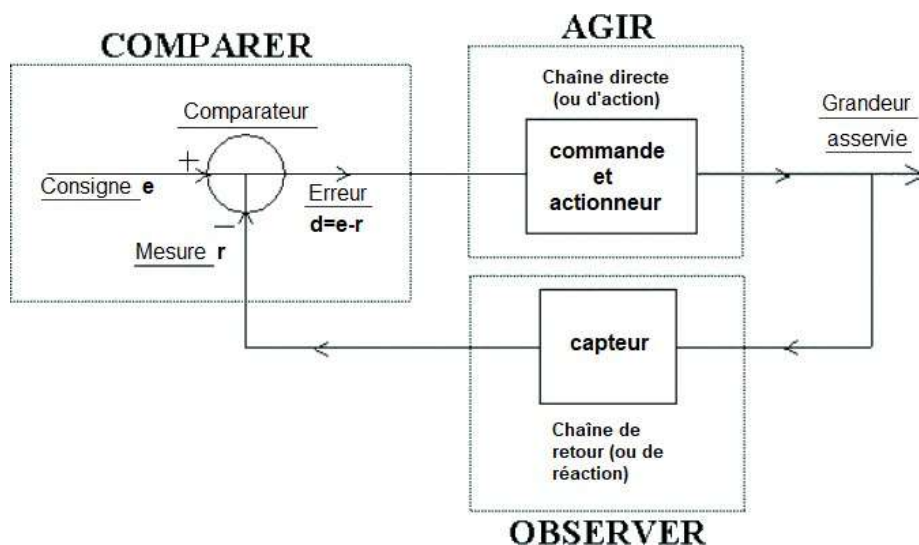 COMPARER
Comparateur
+
Consigne e
Erreur
d=e-r
−
Mesure r
AGIR
Chaîne directe
(ou d'action)
commande
et
actionneur
Grandeur
asservie
capteur
Chaîne de
retour (ou de
réaction)
OBSERVER